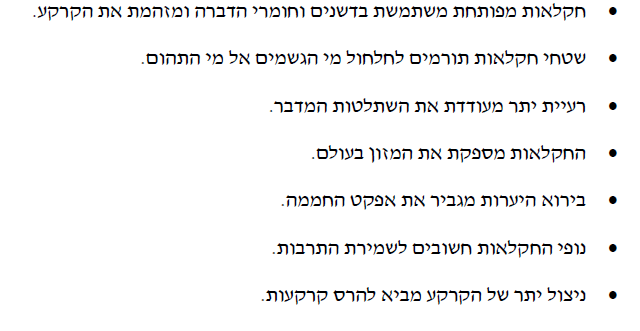 • חקלאות מפותחת משתמשת בדשנים וחומרי הדברה ומזהמת את הקרקע.
• שטחי חקלאות תורמים לחלחול מי הגשמים אל מי התהום.
• רעיית יתר מעודדת את השתלטות המדבר.
• החקלאות מספקת את המזון בעולם.
• בירוא היערות מגביר את אפקט החממה.
• נופי החקלאות חשובים לשמירת התרבות.
• ניצול יתר של הקרקע מביא להרס קרקעות.